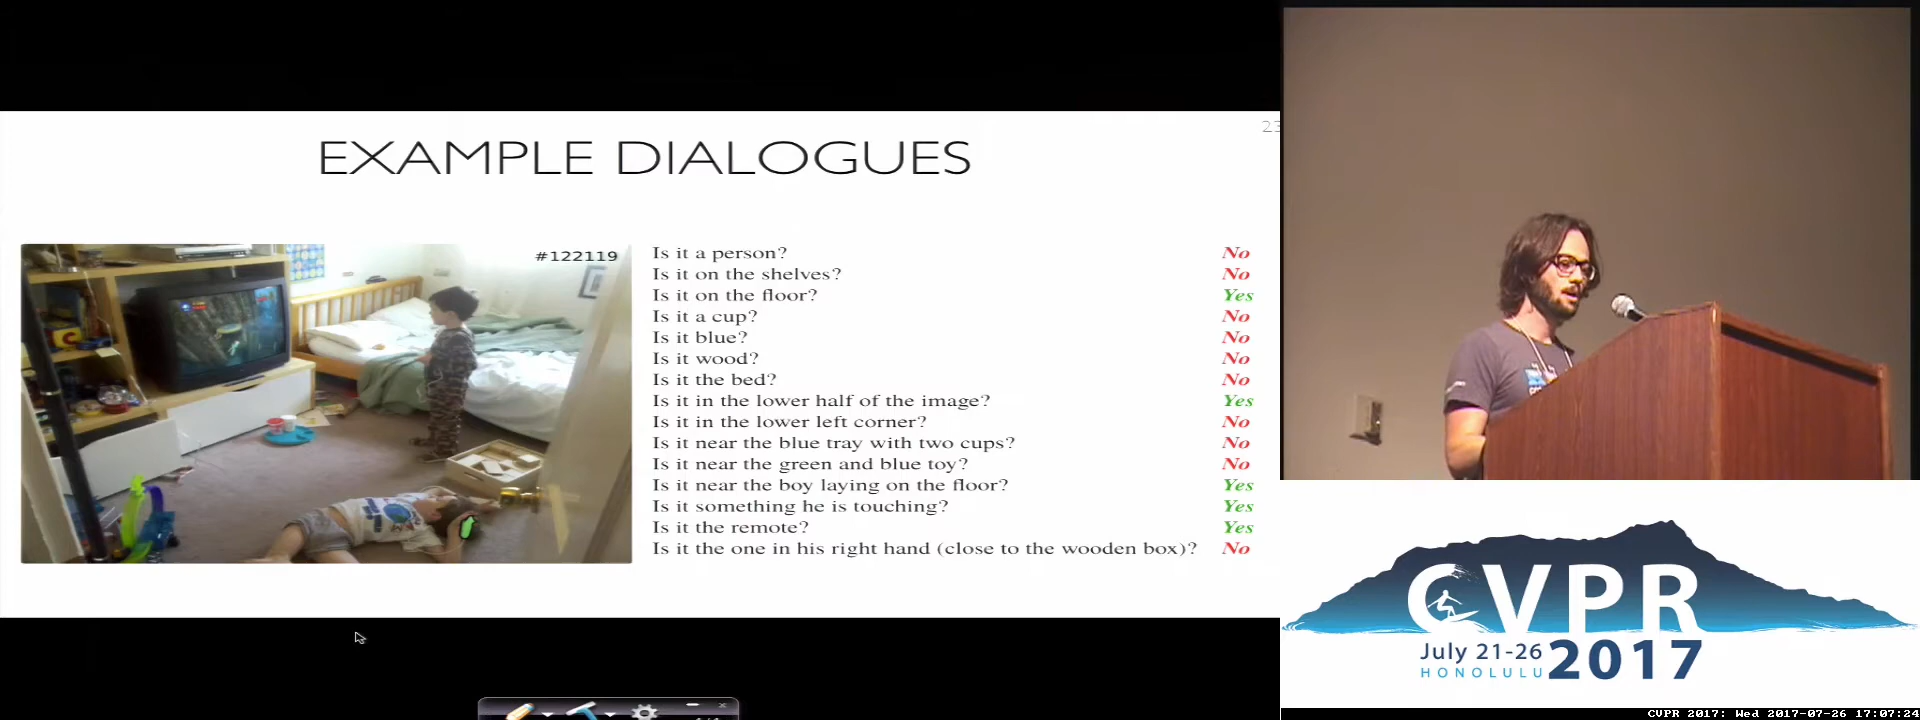 23
EXAMPLE DIALOGUES
#122119
Is it a person? No
Is it on the shelves? No
Is it on the floor? Yes
Is it a cup? No
Is it blue? No
Is it wood? No
Is it the bed? No
Is it in the lower half of the image? Yes
Is it in the lower left corner? No
Is it near the blue tray with two cups? No
Is it near the green and blue toy? No
Is it near the boy laying on the floor? Yes
Is it something he is touching? Yes
Is it the remote? Yes
Is it the one in his right hand (close to the wooden box)? No
CVPR
July 21-26
HONOLULU
2017
CVPR 2017: Wed 2017-07-26 17:07:24